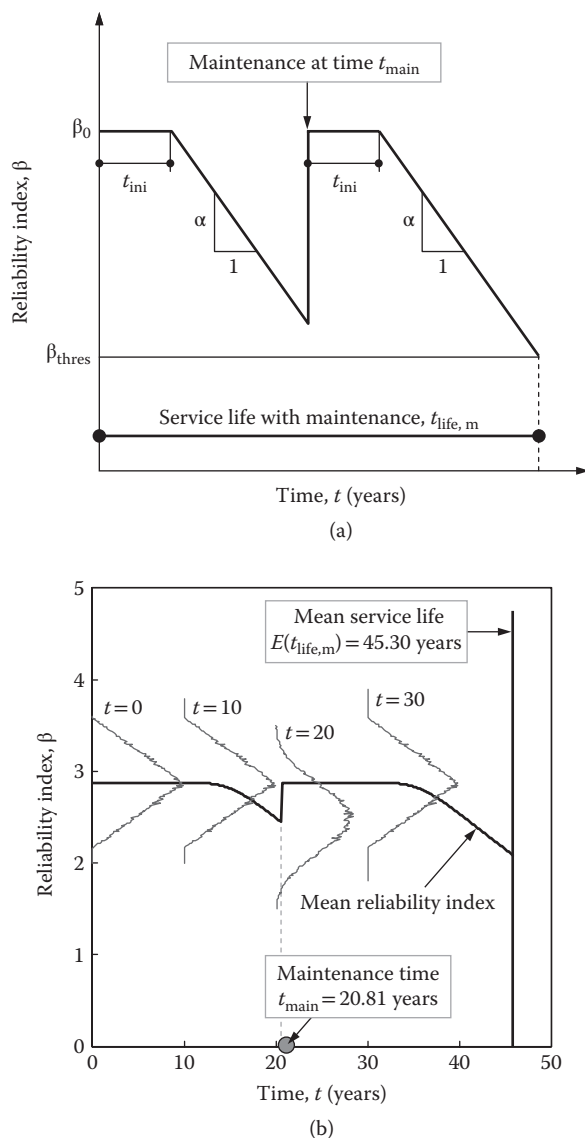 Maintenance at time t_main
β_0
t_ini
t_ini
α
1
α
1
Reliability index, β
β_thres
Service life with maintenance, t_life, m
Time, t (years)
(a)
5
4
3
2
1
0
Reliability index, β
Mean service life
E(t_life,m) = 45.30 years
t = 0
t = 10
t = 20
t = 30
Mean reliability index
Maintenance time
t_main = 20.81 years
0 10 20 30 40 50
Time, t (years)
(b)